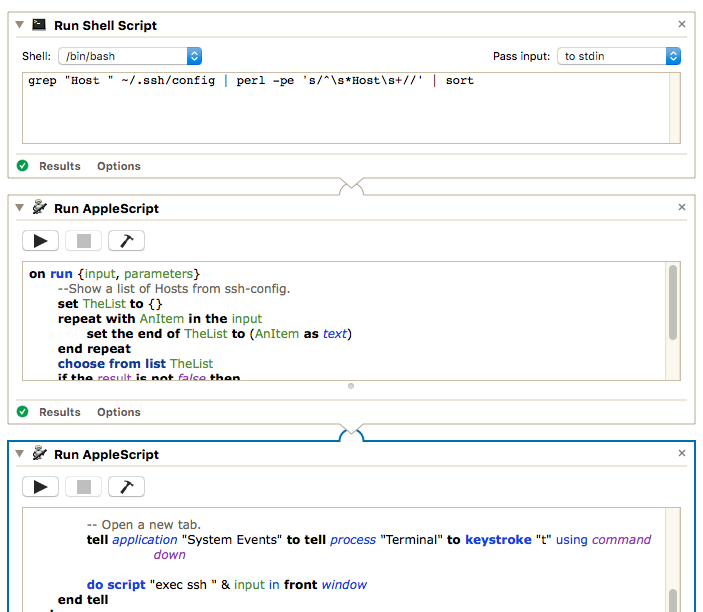 Run Shell Script
Shell: /bin/bash Pass input: to stdin
grep "Host " ~/.ssh/config | perl -pe 's/^\s*Host\s+//' | sort
Results Options
Run AppleScript
on run {input, parameters}
--Show a list of Hosts from ssh-config.
set TheList to {}
repeat with AnItem in the input
set the end of TheList to (AnItem as text)
end repeat
choose from list TheList
if the result is not false then
Results Options
Run AppleScript
-- Open a new tab.
tell application "System Events" to tell process "Terminal" to keystroke "t" using command
down
do script "exec ssh " & input in front window
end tell